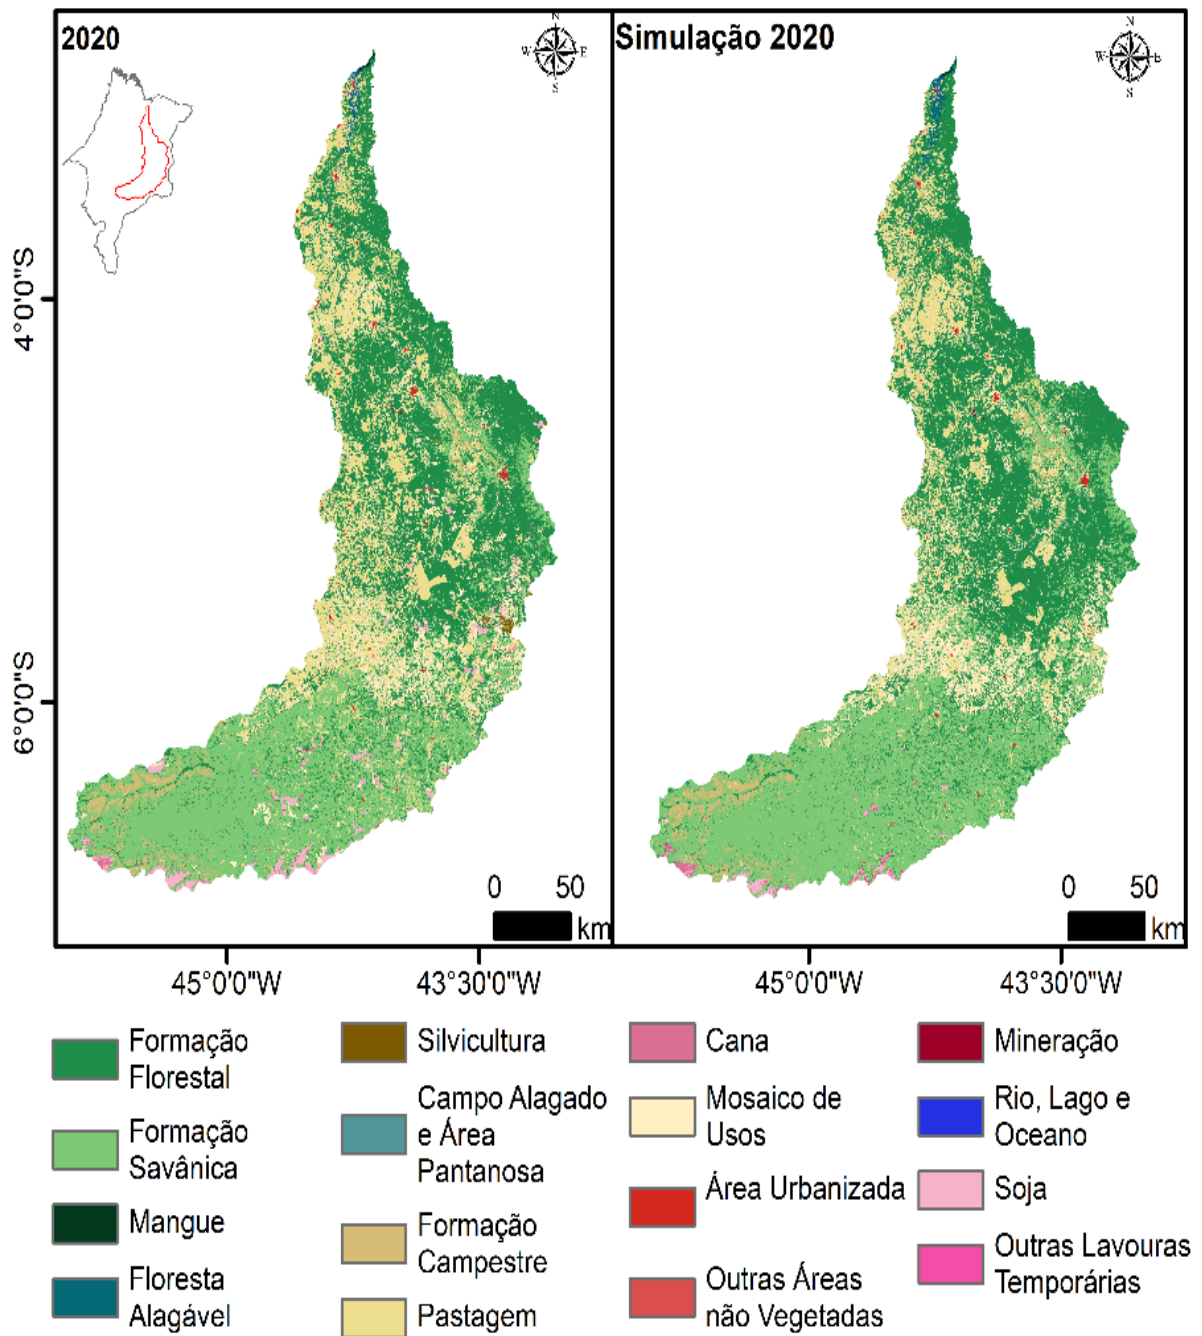 2020
N
W E
S
Simulação 2020
N
W E
S
4°0'0"S
6°0'0"S
0 50
km
0 50
km
45°0'0"W
43°30'0"W
45°0'0"W
43°30'0"W
Formação
Florestal
Formação
Savânica
Mangue
Floresta
Alagável
Silvicultura
Campo Alagado
e Área
Pantanosa
Formação
Campestre
Pastagem
Cana
Mosaico de
Usos
Área Urbanizada
Outras Áreas
não Vegetadas
Mineração
Rio, Lago e
Oceano
Soja
Outras Lavouras
Temporárias